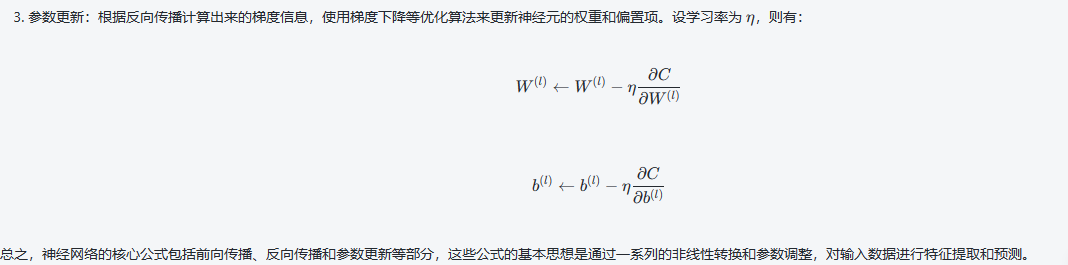 3. 参数更新：根据反向传播计算出来的梯度信息，使用梯度下降等优化算法来更新神经元的权重和偏置项。设学习率为 η，则有：
W^{(l)} ← W^{(l)} − η \frac{∂C}{∂W^{(l)}}
b^{(l)} ← b^{(l)} − η \frac{∂C}{∂b^{(l)}}
总之，神经网络的核心公式包括前向传播、反向传播和参数更新等部分，这些公式的基本思想是通过一系列的非线性转换和参数调整，对输入数据进行特征提取和预测。